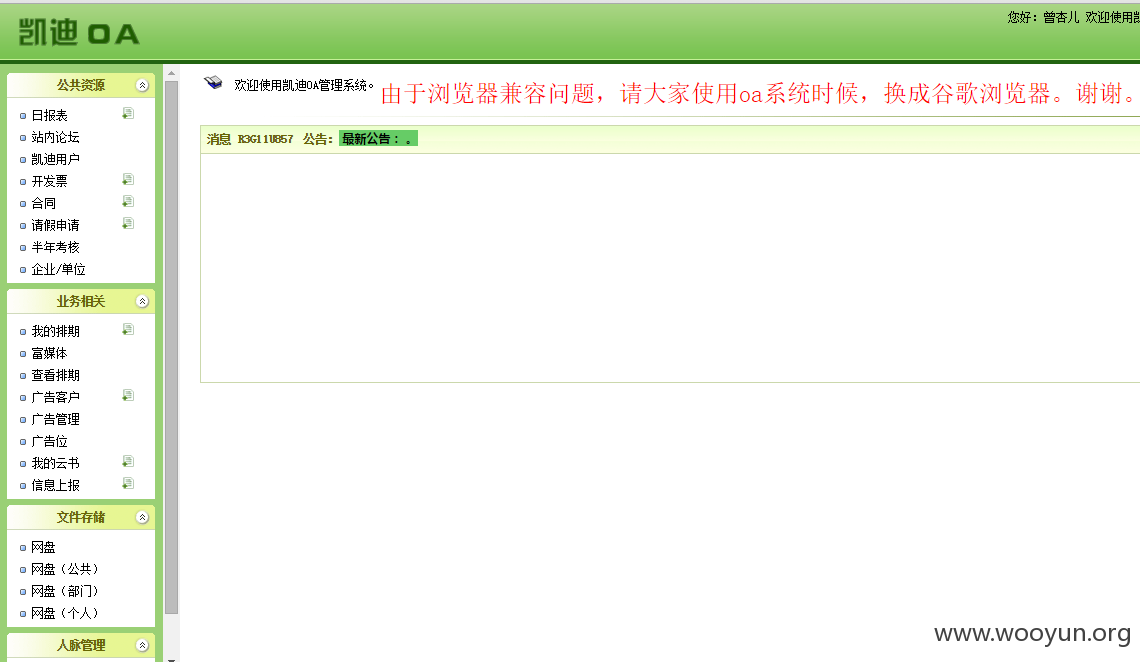 凯迪 OA
您好：曾杏儿 欢迎使用凯
公共资源
日报表
站内论坛
凯迪用户
开发票
合同
请假申请
半年考核
企业/单位
业务相关
我的排期
富媒体
查看排期
广告客户
广告管理
广告位
我的云书
信息上报
文件存储
网盘
网盘（公共）
网盘（部门）
网盘（个人）
人脉管理
欢迎使用凯迪OA管理系统。
由于浏览器兼容问题，请大家使用oa系统时候，换成谷歌浏览器。谢谢。
消息 R3G11U857 公告： 最新公告：。
www.wooyun.org